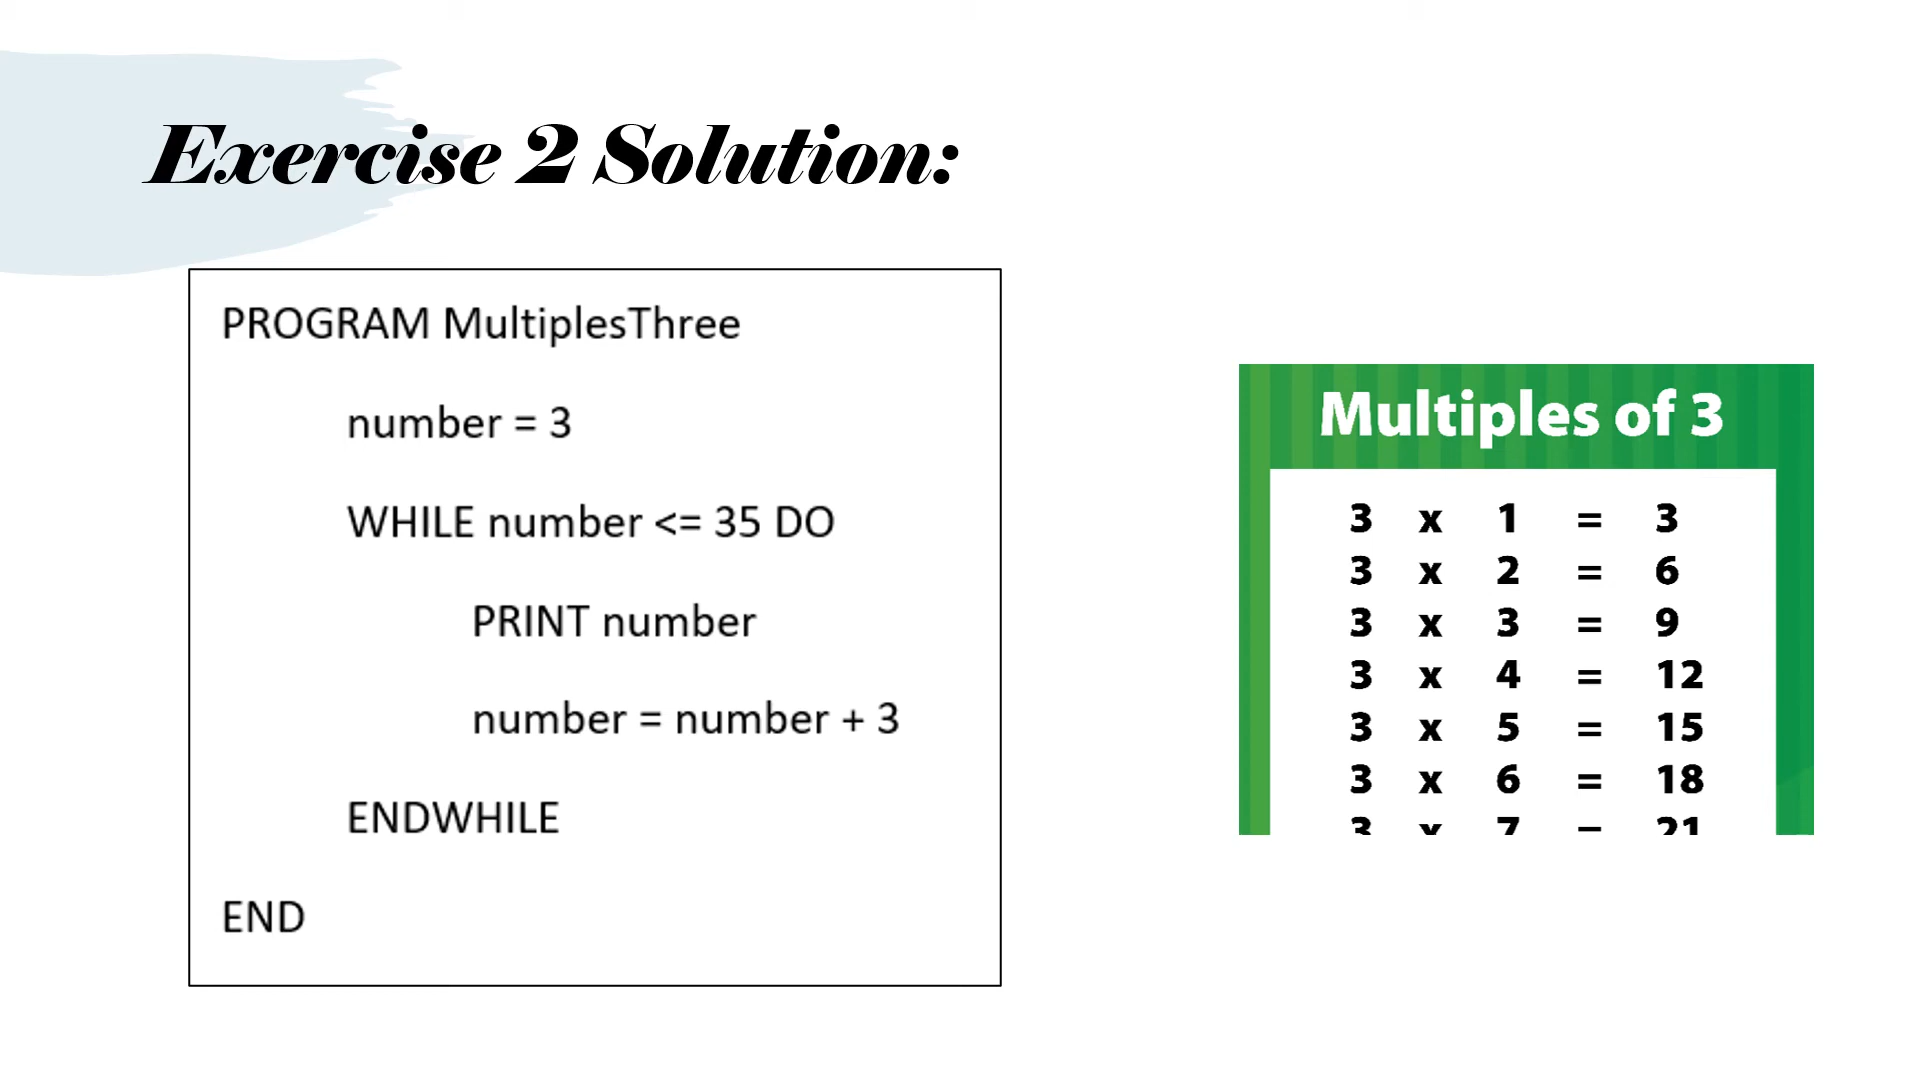 Exercise 2 Solution:
PROGRAM MultiplesThree
number = 3
WHILE number <= 35 DO
PRINT number
number = number + 3
ENDWHILE
END
Multiples of 3
3 x 1 = 3
3 x 2 = 6
3 x 3 = 9
3 x 4 = 12
3 x 5 = 15
3 x 6 = 18
3 x 7 = 21